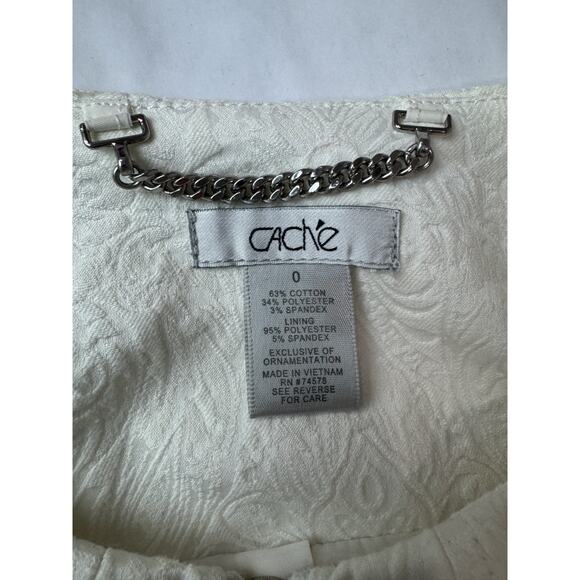 CAChé
0
63% COTTON
34% POLYESTER
3% SPANDEX
LINING
95% POLYESTER
5% SPANDEX
EXCLUSIVE OF
ORNAMENTATION
MADE IN VIETNAM
RN #74578
SEE REVERSE
FOR CARE